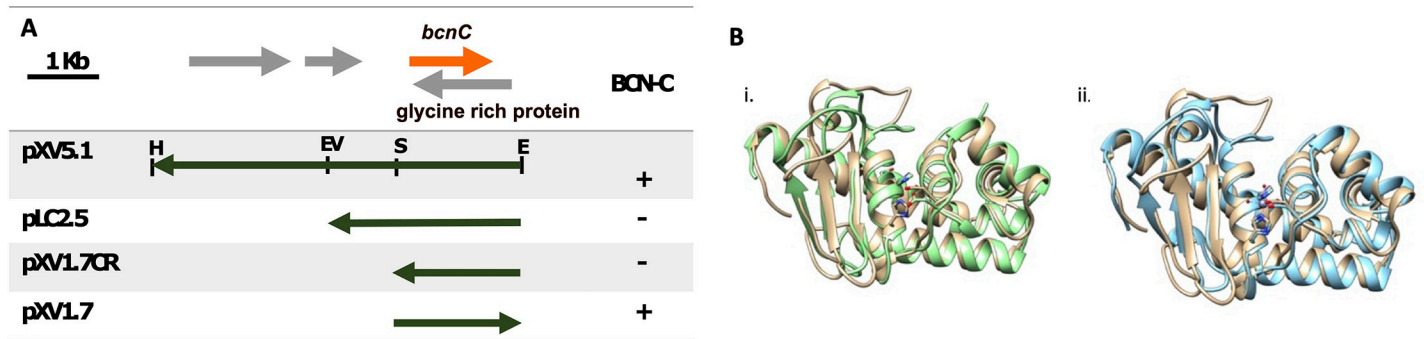 A
B
bcnC
1 Kb
BCN-C
glycine rich protein
i.
ii.
pXV5.1
H
EV
S
E
+
pLC2.5
-
pXV1.7CR
-
pXV1.7
+